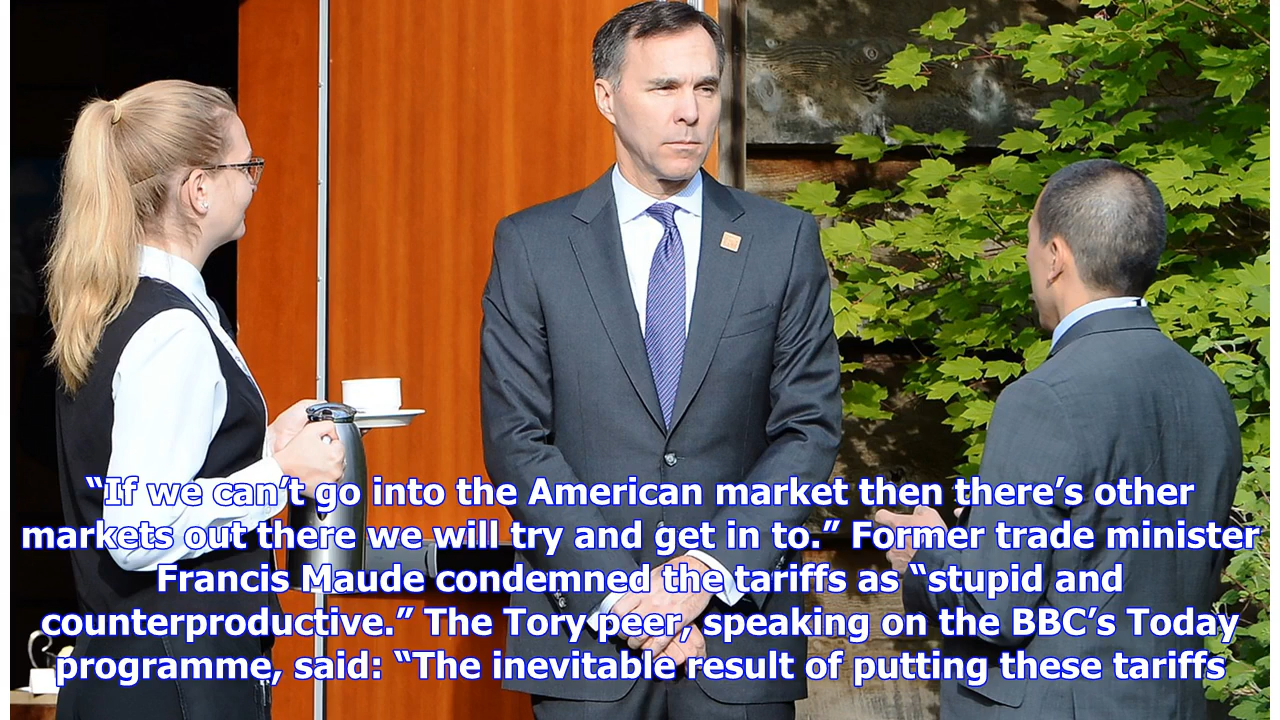 “If we can’t go into the American market then there’s other
markets out there we will try and get in to.” Former trade minister
Francis Maude condemned the tariffs as “stupid and
counterproductive.” The Tory peer, speaking on the BBC’s Today
programme, said: “The inevitable result of putting these tariffs